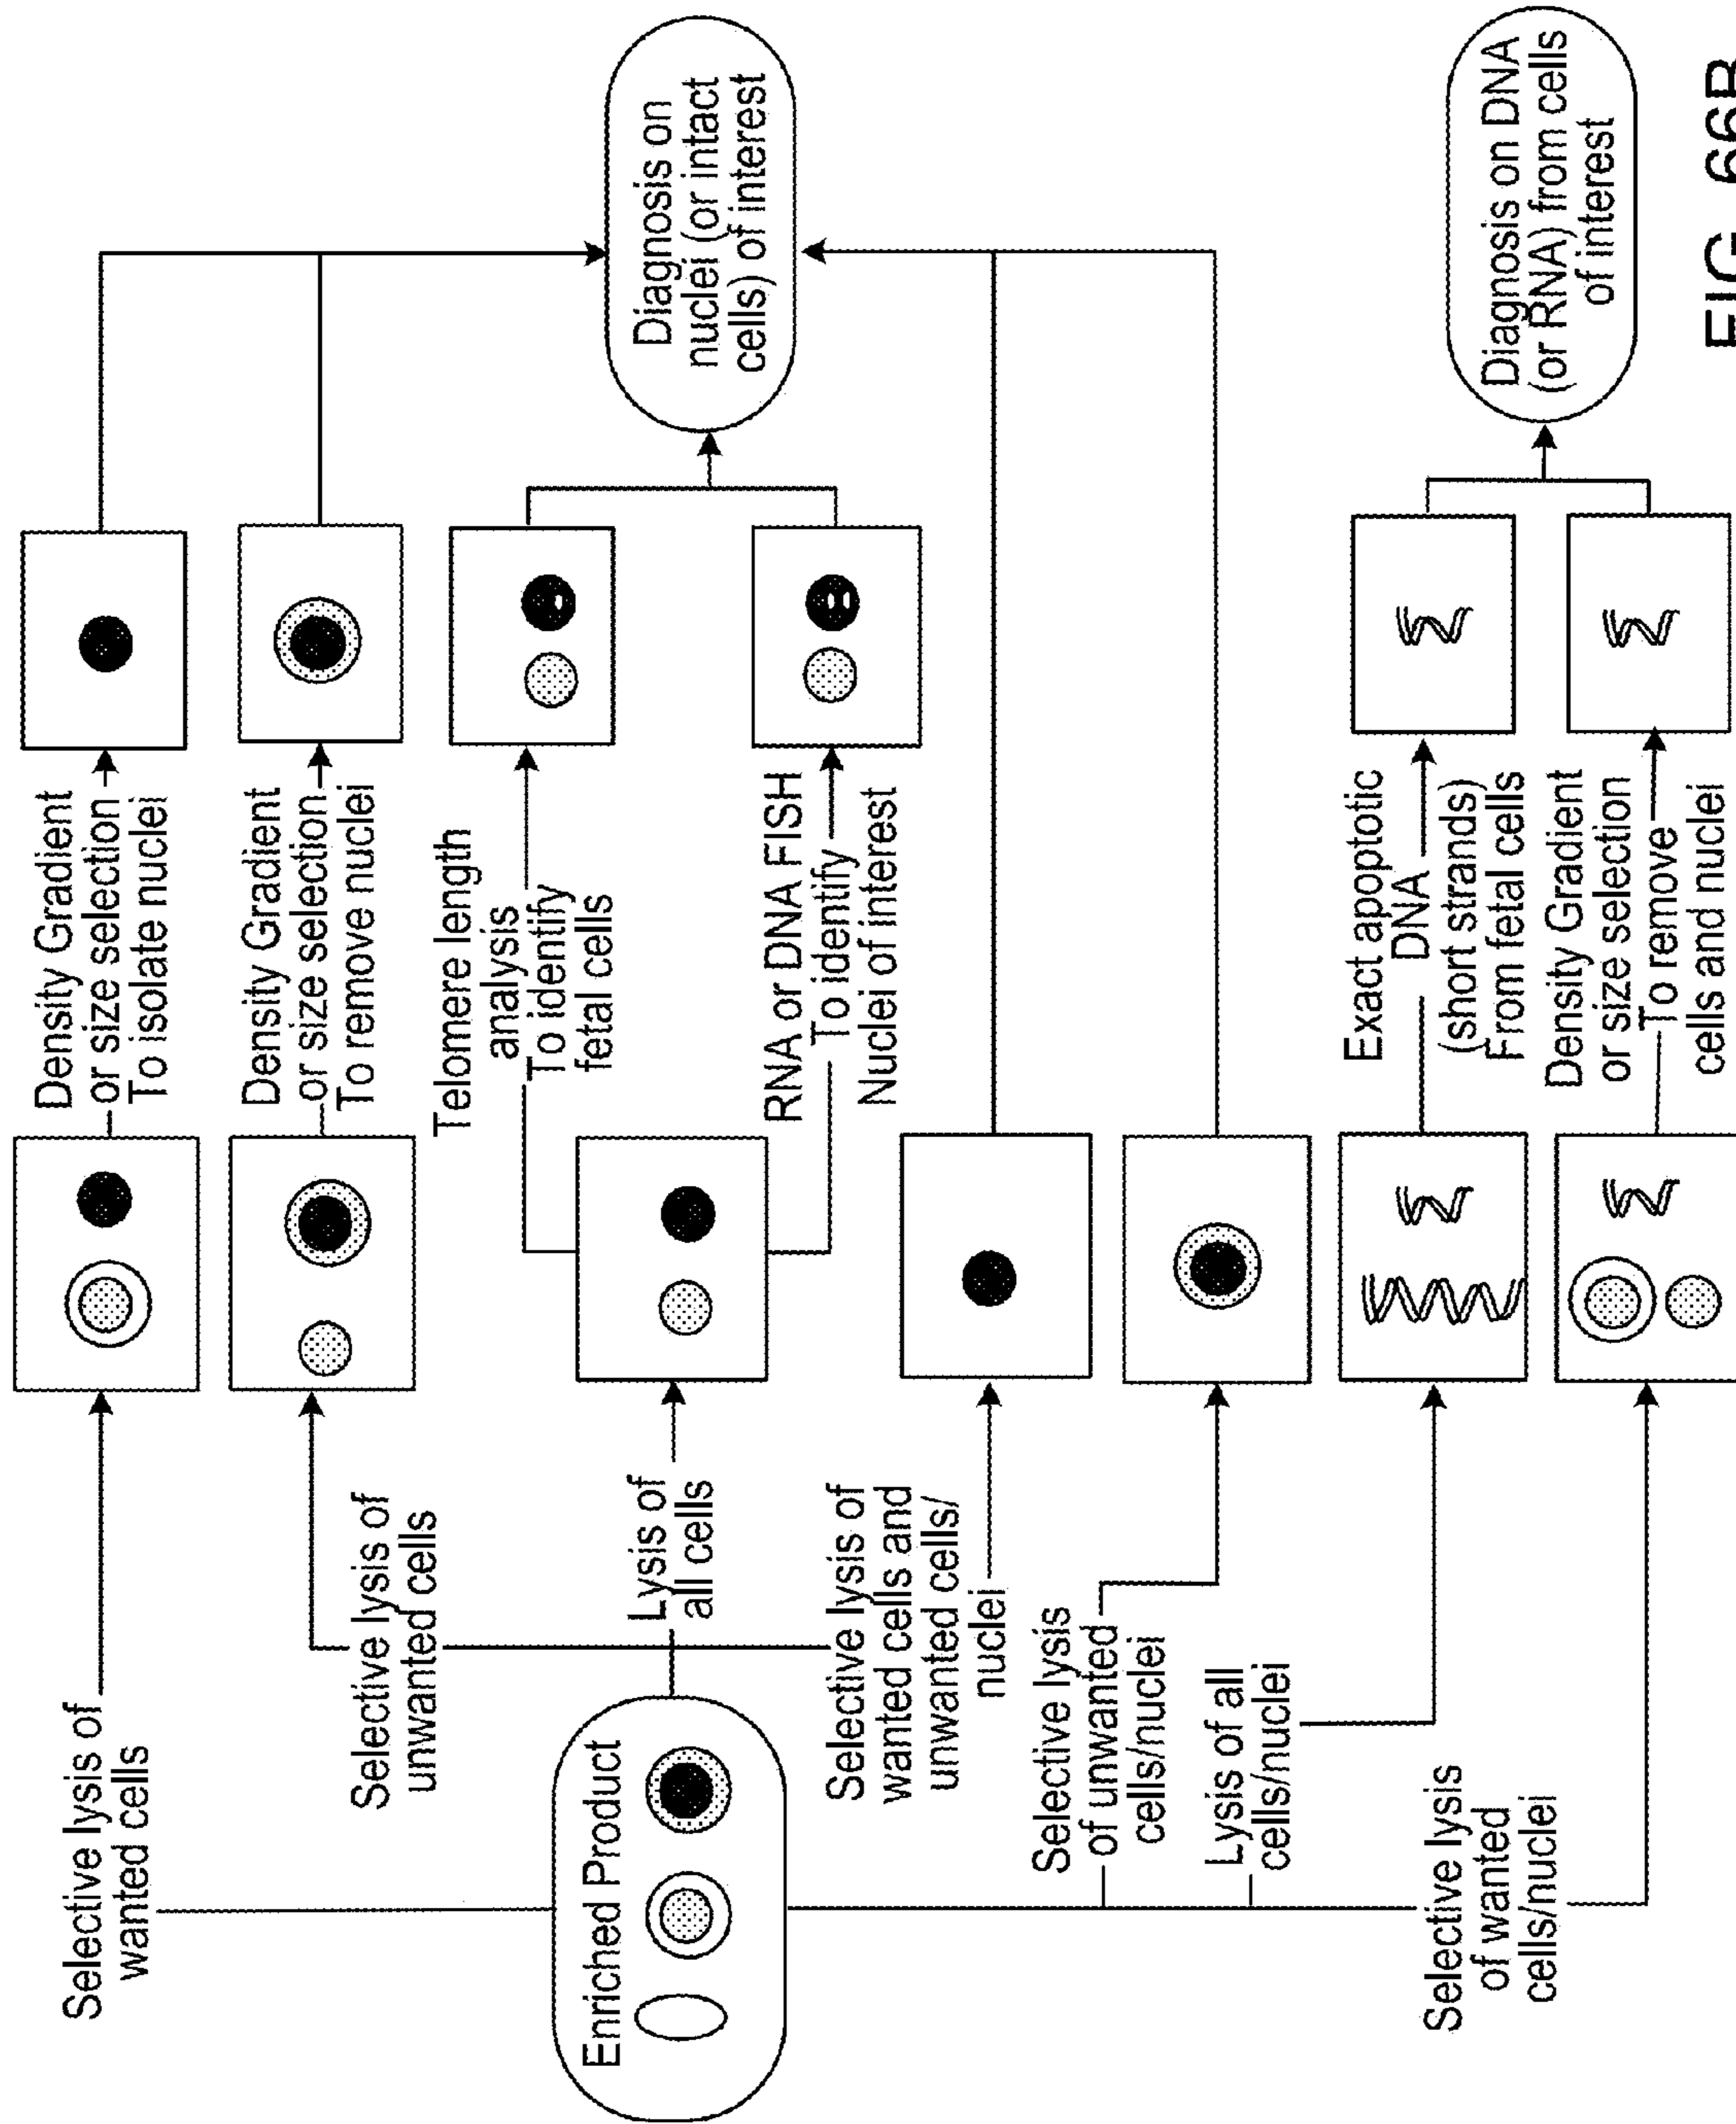 Selective lysis of
wanted cells
Density Gradient
or size selection
To isolate nuclei
Selective lysis of
unwanted cells
Density Gradient
or size selection
To remove nuclei
Enriched Product
Lysis of
all cells
Telomere length
analysis
To identify
fetal cells
RNA or DNA FISH
To identify
Nuclei of interest
Diagnosis on
nuclei (or intact
cells) of interest
Selective lysis of
wanted cells and
unwanted cells/
nuclei
Selective lysis
of unwanted
cells/nuclei
Lysis of all
cells/nuclei
Exact apoptotic
DNA
(short strands)
From fetal cells
Selective lysis
of wanted
cells/nuclei
Density Gradient
or size selection
To remove
cells and nuclei
Diagnosis on DNA
(or RNA) from cells
of interest
FIG. 66B